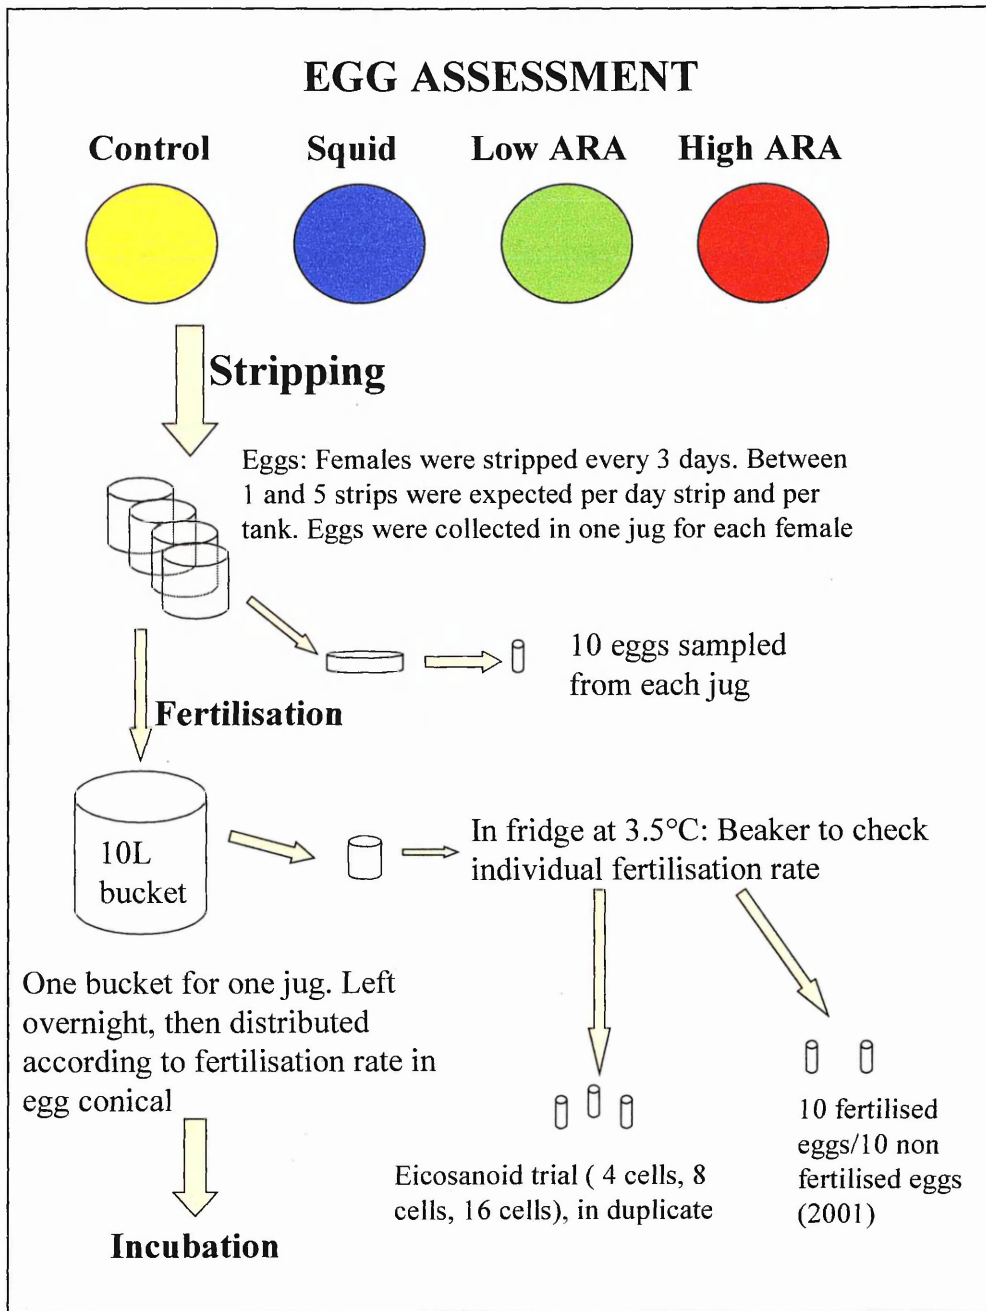 EGG ASSESSMENT
Control Squid Low ARA High ARA
Stripping
Eggs: Females were stripped every 3 days. Between
1 and 5 strips were expected per day strip and per
tank. Eggs were collected in one jug for each female
10 eggs sampled
from each jug
Fertilisation
10L
bucket
In fridge at 3.5°C: Beaker to check
individual fertilisation rate
One bucket for one jug. Left
overnight, then distributed
according to fertilisation rate in
egg conical
Eicosanoid trial ( 4 cells, 8
cells, 16 cells), in duplicate
10 fertilised
eggs/10 non
fertilised eggs
(2001)
Incubation